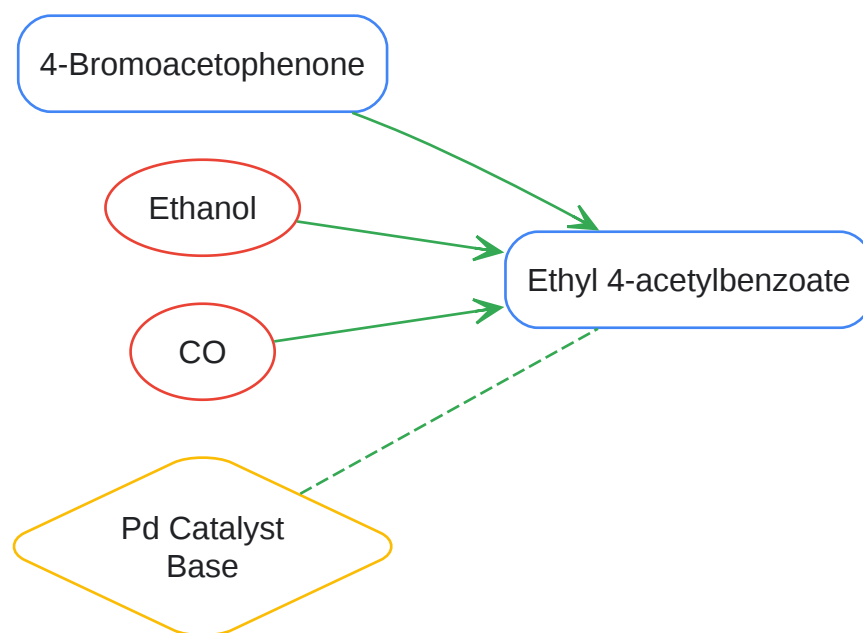 4-Bromoacetophenone
Ethanol
Ethyl 4-acetylbenzoate
CO
Pd Catalyst
Base